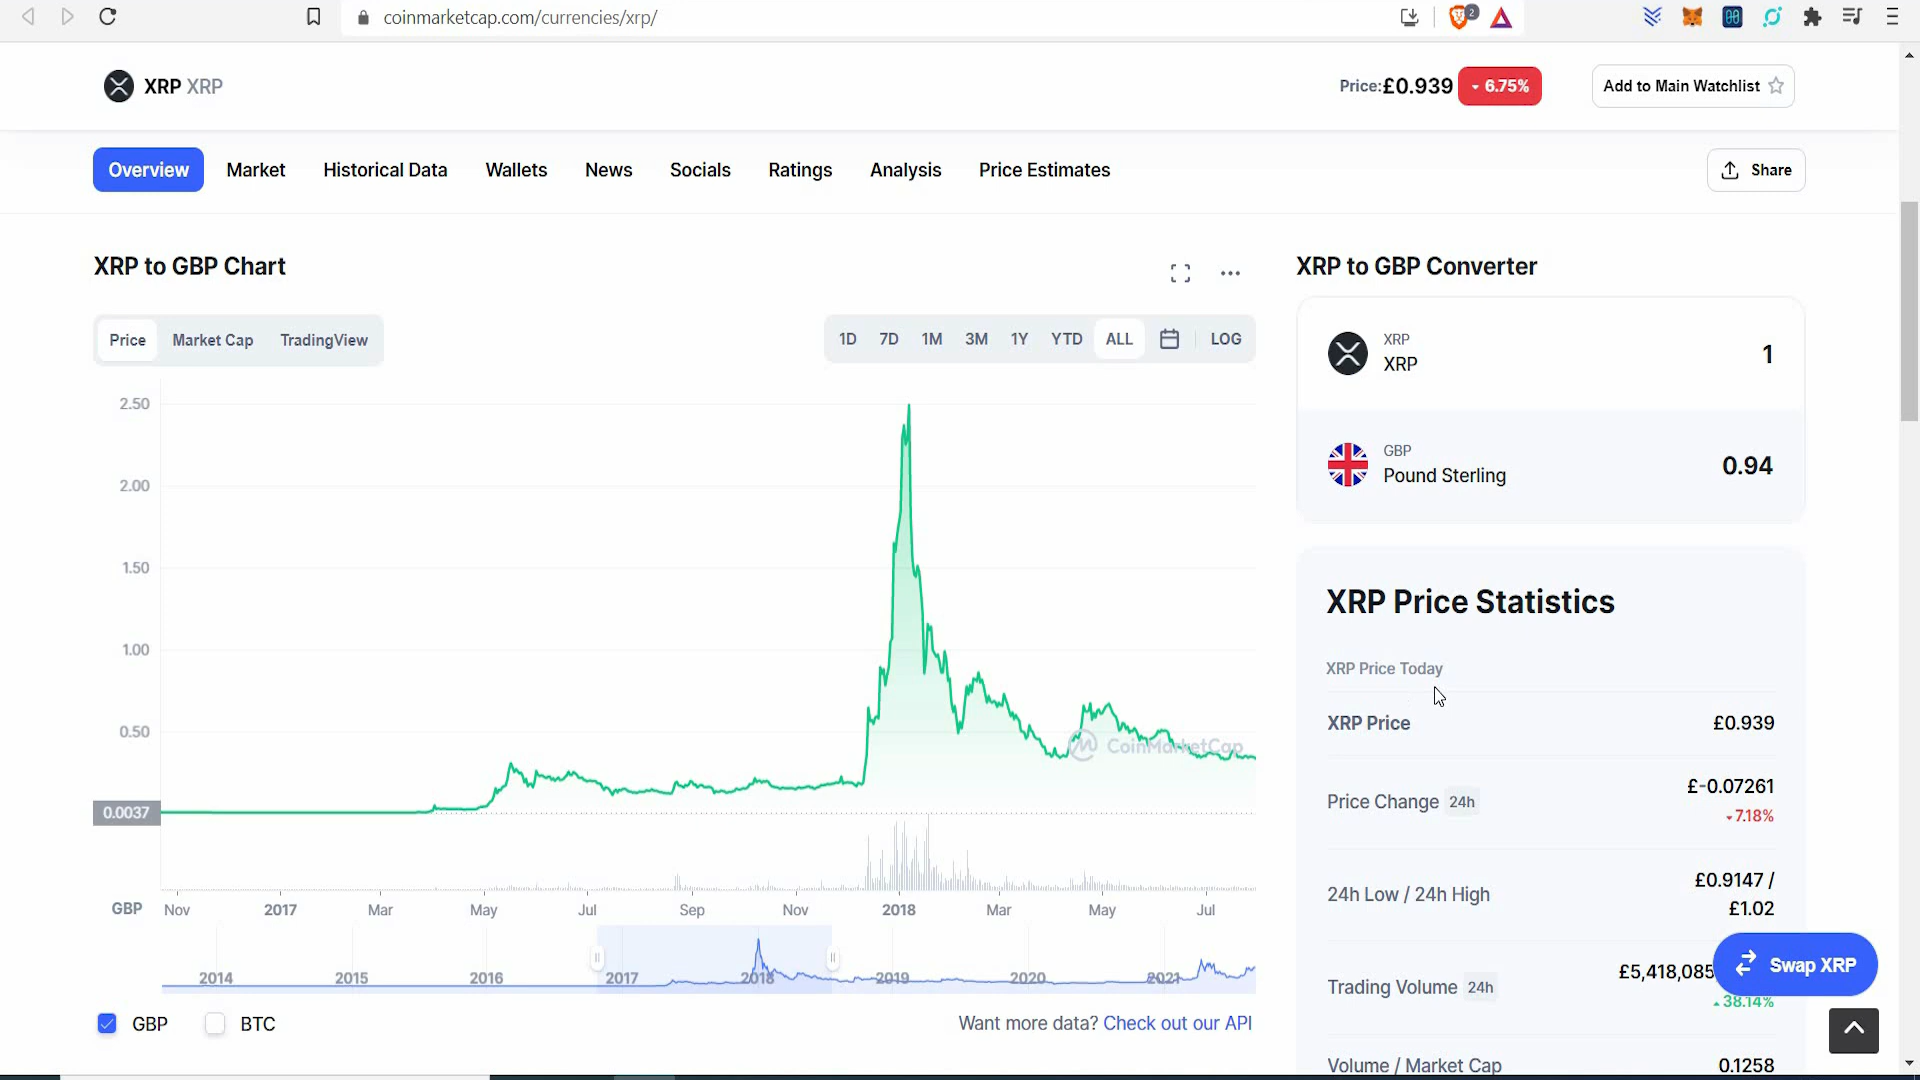 coinmarketcap.com/currencies/xrp/
2
XRP XRP
Price:£0.939
6.75%
Add to Main Watchlist
Overview
Market
Historical Data
Wallets
News
Socials
Ratings
Analysis
Price Estimates
Share
XRP to GBP Chart
Price
Market Cap
TradingView
1D
7D
1M
3M
1Y
YTD
ALL
LOG
2.50
2.00
1.50
1.00
0.50
0.0037
CoinMarketCap
GBP
Nov
2017
Mar
May
Jul
Sep
Nov
2018
Mar
May
Jul
2014
2015
2016
2017
2018
2019
2020
2021
GBP
BTC
Want more data? Check out our API
XRP to GBP Converter
XRP
XRP
1
GBP
Pound Sterling
0.94
XRP Price Statistics
XRP Price Today
XRP Price
£0.939
Price Change 24h
£-0.07261
7.18%
24h Low / 24h High
£0.9147 /
£1.02
Trading Volume 24h
£5,418,085
38.14%
Swap XRP
Volume / Market Cap
0.1258